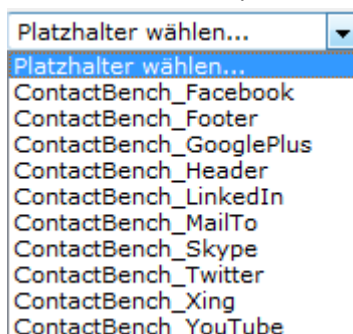 Platzhalter wählen...
Platzhalter wählen...
ContactBench_Facebook
ContactBench_Footer
ContactBench_GooglePlus
ContactBench_Header
ContactBench_LinkedIn
ContactBench_MailTo
ContactBench_Skype
ContactBench_Twitter
ContactBench_Xing
ContactBench_YouTube